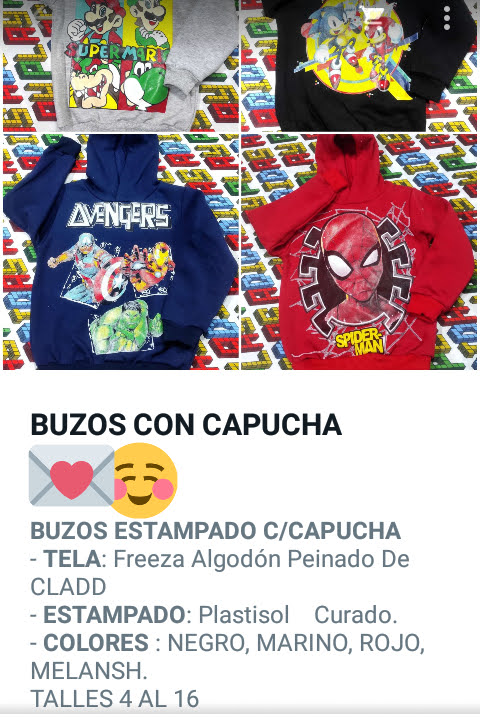 SUPER MARI
AVENGERS
SPIDER-
MAN
BUZOS CON CAPUCHA
BUZOS ESTAMPADO C/CAPUCHA
- TELA: Freeza Algodón Peinado De
CLADD
- ESTAMPADO: Plastisol Curado.
- COLORES : NEGRO, MARINO, ROJO,
MELANSH.
TALLES 4 AL 16